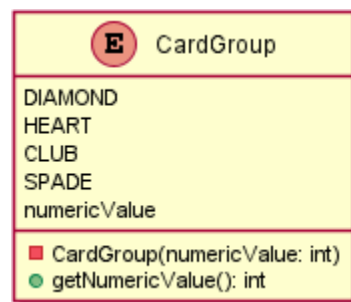 E CardGroup
DIAMOND
HEART
CLUB
SPADE
numericValue
CardGroup(numericValue: int)
getNumericValue(): int